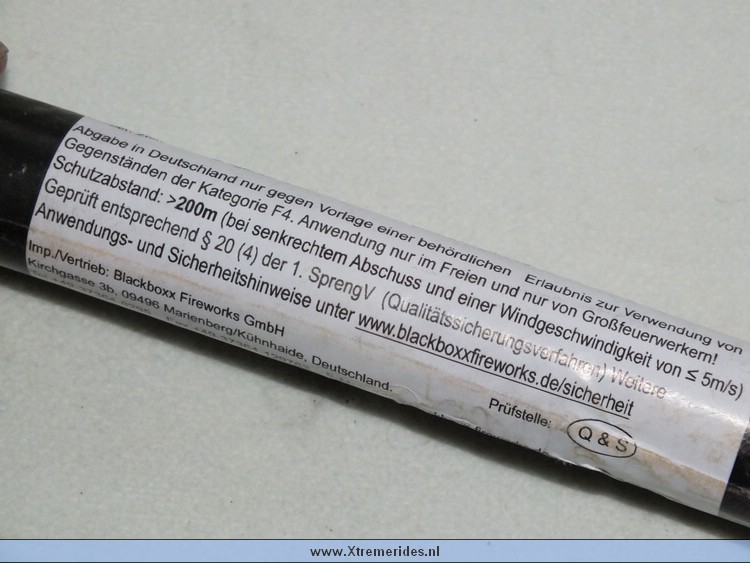 Abgabe in Deutschland nur gegen Vorlage einer behördlichen Erlaubnis zur Verwendung von
Gegenständen der Kategorie F4. Anwendung nur im Freien und nur von Großfeuerwerkern!
Schutzabstand: >200m (bei senkrechtem Abschuss und einer Windgeschwindigkeit von ≤ 5m/s)
Geprüft entsprechend § 20 (4) der 1. SprengV (Qualitätssicherungsverfahren) Weitere
Anwendungs- und Sicherheitshinweise unter www.blackboxxfireworks.de/sicherheit
Imp./Vertrieb: Blackboxx Fireworks GmbH
Kirchgasse 3b, 09496 Marienberg/Kühnhaide, Deutschland.
Prüfstelle: Q & S
www.Xtremerides.nl